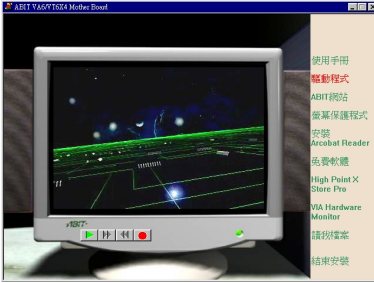 ABIT VA6/VT6X4 Mother Board
使用手冊
驅動程式
ABIT網站
螢幕保護程式
安裝
Arcobat Reader
免費軟體
High Point X
Store Pro
VIA Hardware
Monitor
讀我檔案
結束安裝
ABIT